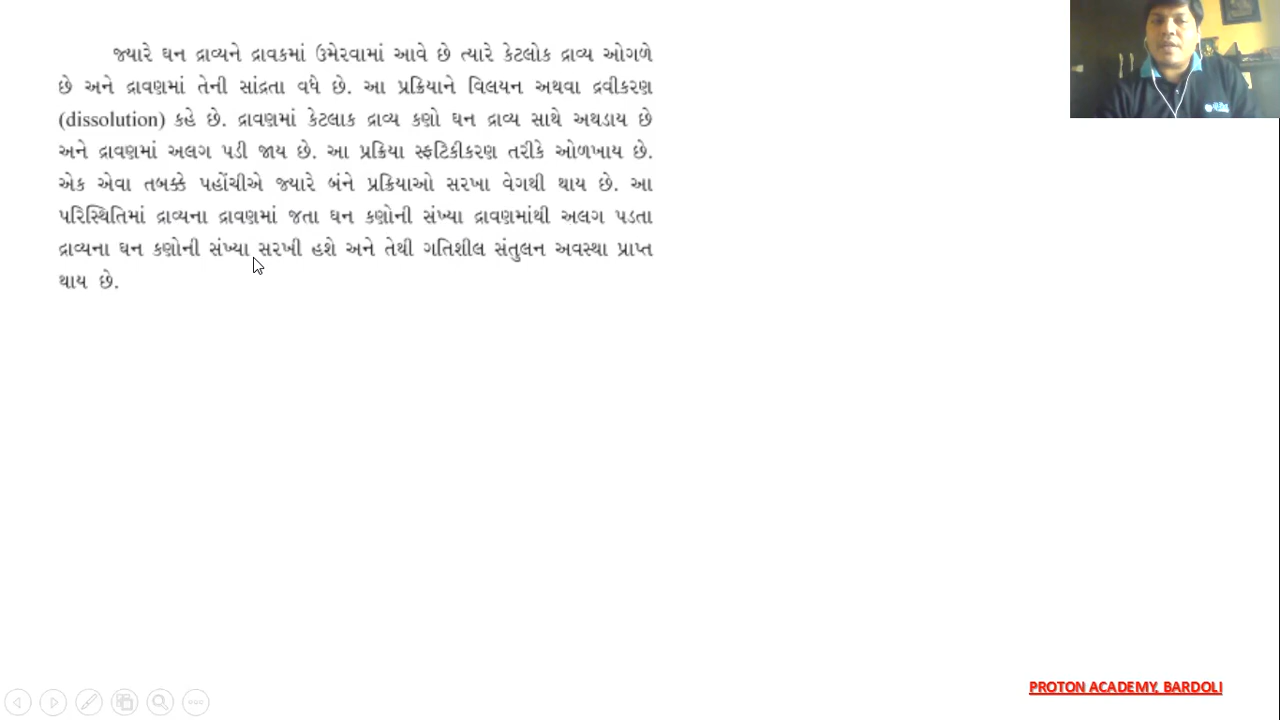 જ્યારે ઘન દ્રાવ્યને દ્રાવકમાં ઉમેરવામાં આવે છે ત્યારે કેટલોક દ્રાવ્ય ઓગળે
છે અને દ્રાવણમાં તેની સાંદ્રતા વધે છે. આ પ્રક્રિયાને વિલયન અથવા દ્રવીકરણ
(dissolution) કહે છે. દ્રાવણમાં કેટલાક દ્રાવ્ય કણો ઘન દ્રાવ્ય સાથે અથડાય છે
અને દ્રાવણમાં અલગ પડી જાય છે. આ પ્રક્રિયા સ્ફટિકીકરણ તરીકે ઓળખાય છે.
એક એવા તબક્કે પહોંચીએ જ્યારે બંને પ્રક્રિયાઓ સરખા વેગથી થાય છે. આ
પરિસ્થિતિમાં દ્રાવ્યના દ્રાવણમાં જતા ઘન કણોની સંખ્યા દ્રાવણમાંથી અલગ પડતા
દ્રાવ્યના ઘન કણોની સંખ્યા સરખી હશે અને તેથી ગતિશીલ સંતુલન અવસ્થા પ્રાપ્ત
થાય છે.
PROTON ACADEMY, BARDOLI